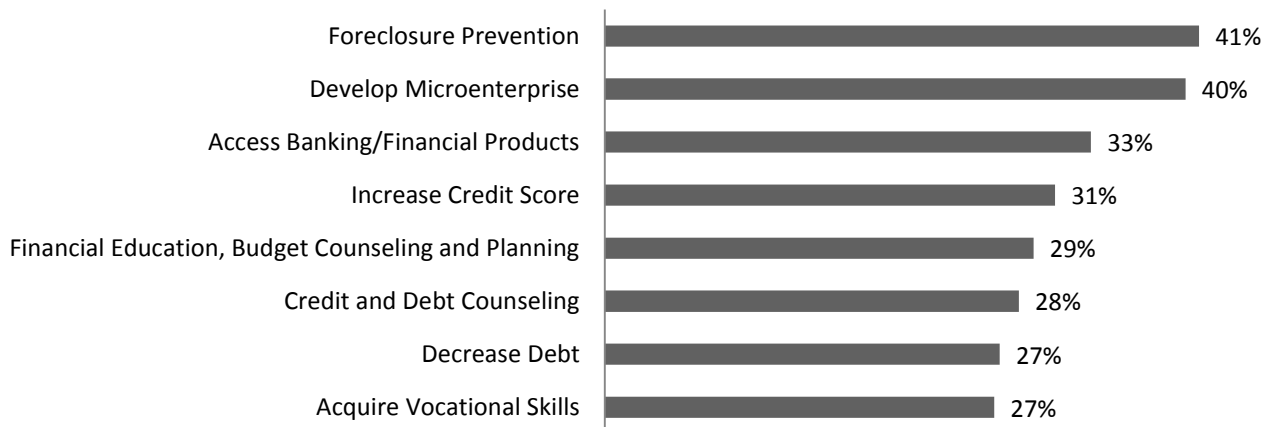 Foreclosure Prevention 41%
Develop Microenterprise 40%
Access Banking/Financial Products 33%
Increase Credit Score 31%
Financial Education, Budget Counseling and Planning 29%
Credit and Debt Counseling 28%
Decrease Debt 27%
Acquire Vocational Skills 27%